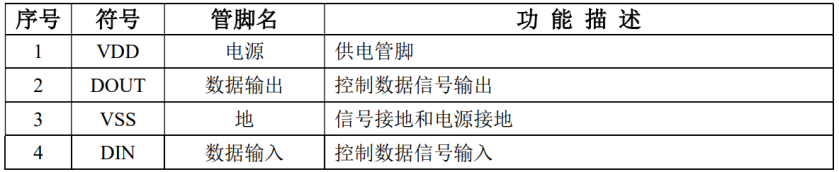 序号 符号 管脚名 功 能 描 述
1 VDD 电源 供电管脚
2 DOUT 数据输出 控制数据信号输出
3 VSS 地 信号接地和电源接地
4 DIN 数据输入 控制数据信号输入